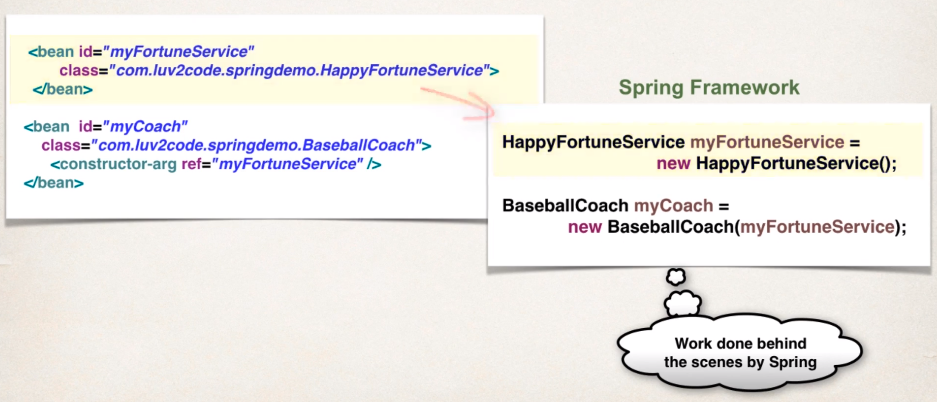 <bean id="myFortuneService"
class="com.luv2code.springdemo.HappyFortuneService">
</bean>
<bean id="myCoach"
class="com.luv2code.springdemo.BaseballCoach">
<constructor-arg ref="myFortuneService" />
</bean>
Spring Framework
HappyFortuneService myFortuneService =
new HappyFortuneService();
BaseballCoach myCoach =
new BaseballCoach(myFortuneService);
Work done behind
the scenes by Spring